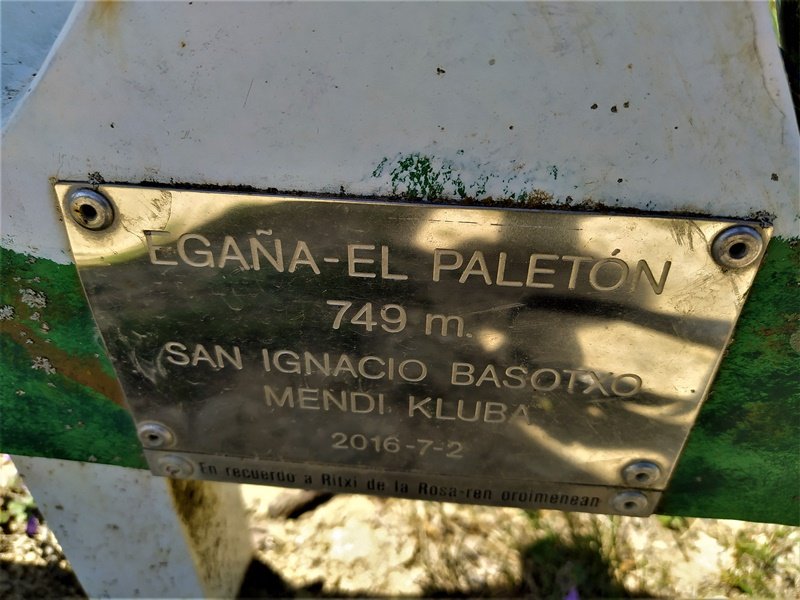 EGAÑA-EL PALETÓN
749 m.
SAN IGNACIO BASOTXO
MENDI KLUBA
2016-7-2
En recuerdo a Ritxi de la Rosa-ren oroimenean